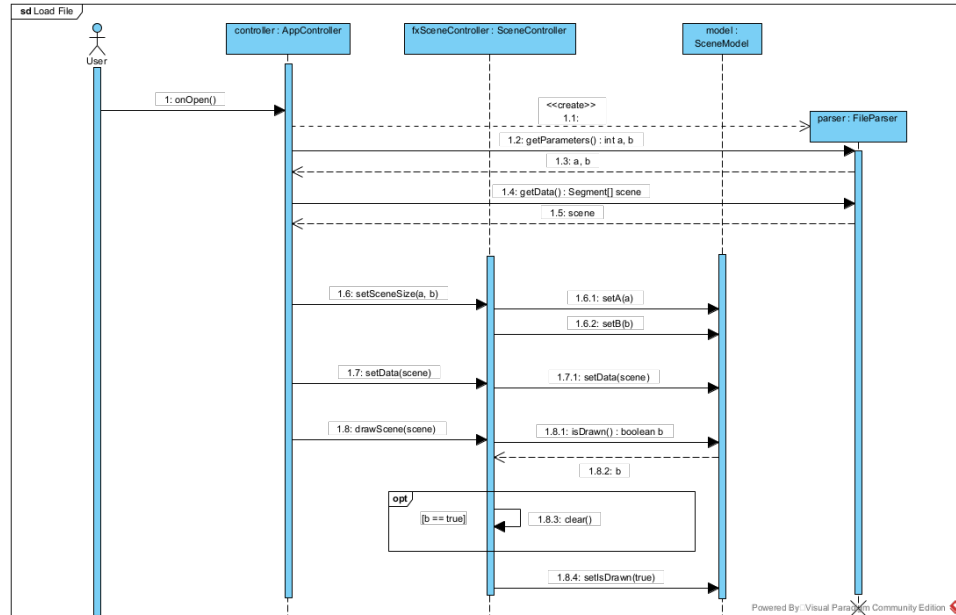 sd Load File
User
controller : AppController
fxSceneController : SceneController
model :
SceneModel
1: onOpen()
<<create>>
1.1:
parser : FileParser
1.2: getParameters() : int a, b
1.3: a, b
1.4: getData() : Segment[] scene
1.5: scene
1.6: setSceneSize(a, b)
1.6.1: setA(a)
1.6.2: setB(b)
1.7: setData(scene)
1.7.1: setData(scene)
1.8: drawScene(scene)
1.8.1: isDrawn() : boolean b
1.8.2: b
opt
[b == true]
1.8.3: clear()
1.8.4: setIsDrawn(true)
Powered By Visual Paradigm Community Edition